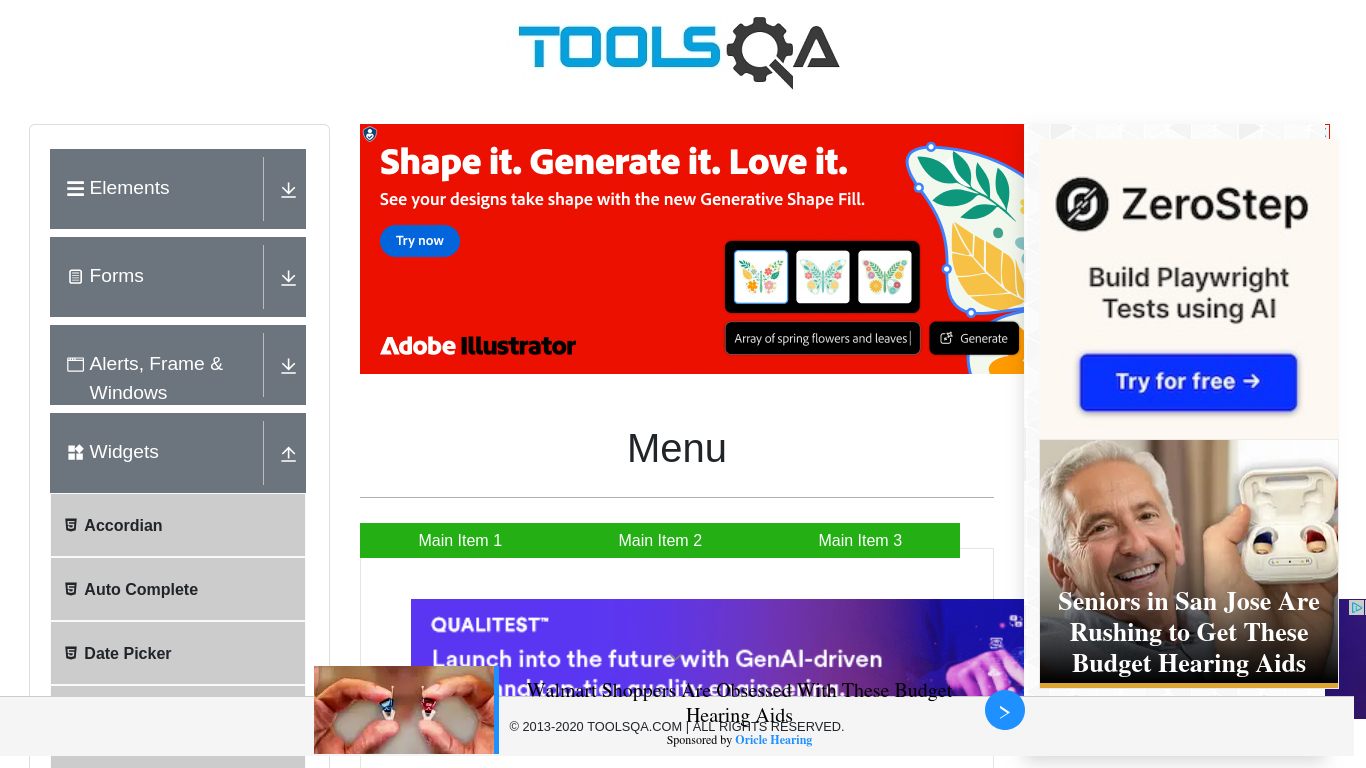 TOOLSQA
Elements
Forms
Alerts, Frame &
Windows
Widgets
Accordian
Auto Complete
Date Picker
Shape it. Generate it. Love it.
See your designs take shape with the new Generative Shape Fill.
Try now
Array of spring flowers and leaves
Generate
Adobe Illustrator
Menu
Main Item 1
Main Item 2
Main Item 3
QUALITEST™
Launch into the future with GenAI-driven
top-tier quality engineering.
Walmart Shoppers Are Obsessed With These Budget
Hearing Aids
Sponsored by Oricle Hearing
© 2013-2020 TOOLSQA.COM | ALL RIGHTS RESERVED.
ZeroStep
Build Playwright
Tests using AI
Try for free →
Seniors in San Jose Are
Rushing to Get These
Budget Hearing Aids